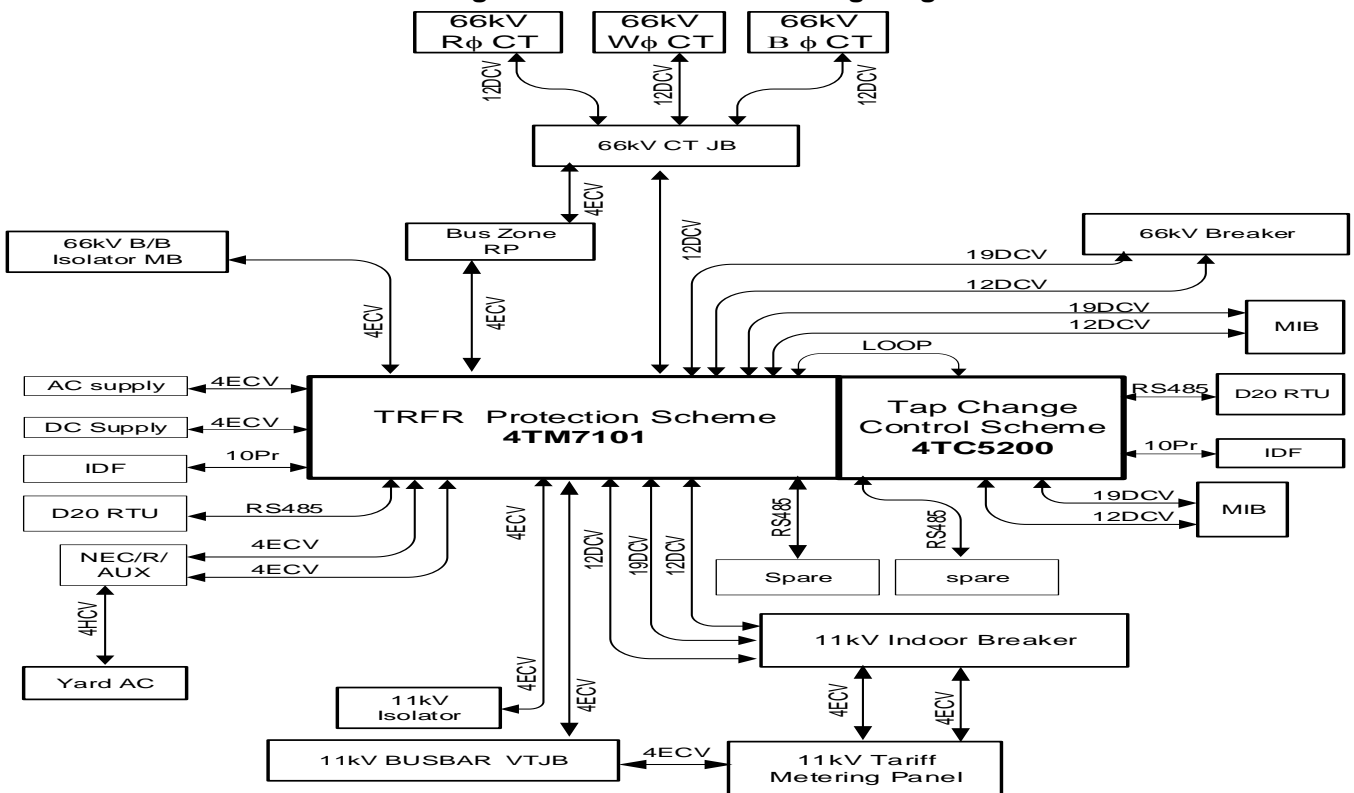 66kV
Rϕ CT
66kV
Wϕ CT
66kV
B ϕ CT
12DCV
12DCV
12DCV
66kV CT JB
4ECV
Bus Zone
RP
66kV B/B
Isolator MB
12DCV
66kV Breaker
19DCV
12DCV
4ECV
4ECV
19DCV
12DCV
MIB
LOOP
AC supply
4ECV
TRFR Protection Scheme
4TM7101
Tap Change
Control Scheme
4TC5200
RS485
D20 RTU
DC Supply
4ECV
IDF
10Pr
10Pr
IDF
D20 RTU
RS485
19DCV
12DCV
MIB
NEC/R/
AUX
4ECV
4ECV
4ECV
12DCV
19DCV
12DCV
RS485
RS485
Spare
spare
4HCV
Yard AC
11kV Indoor Breaker
4ECV
4ECV
11kV
Isolator
4ECV
4ECV
11kV BUSBAR VTJB
4ECV
11kV Tariff
Metering Panel